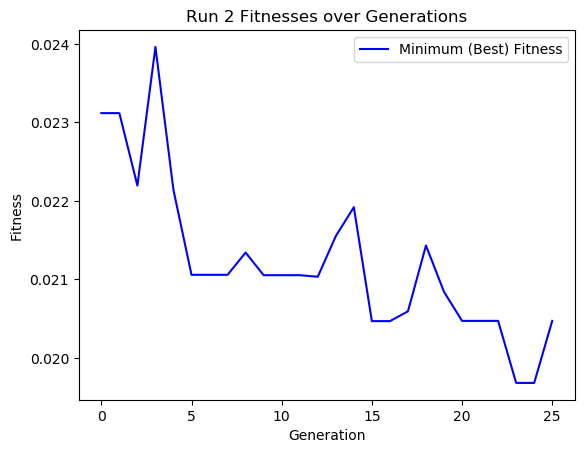 Run 2 Fitnesses over Generations
Minimum (Best) Fitness
0.024
0.023
0.022
0.021
0.020
Fitness
0 5 10 15 20 25
Generation